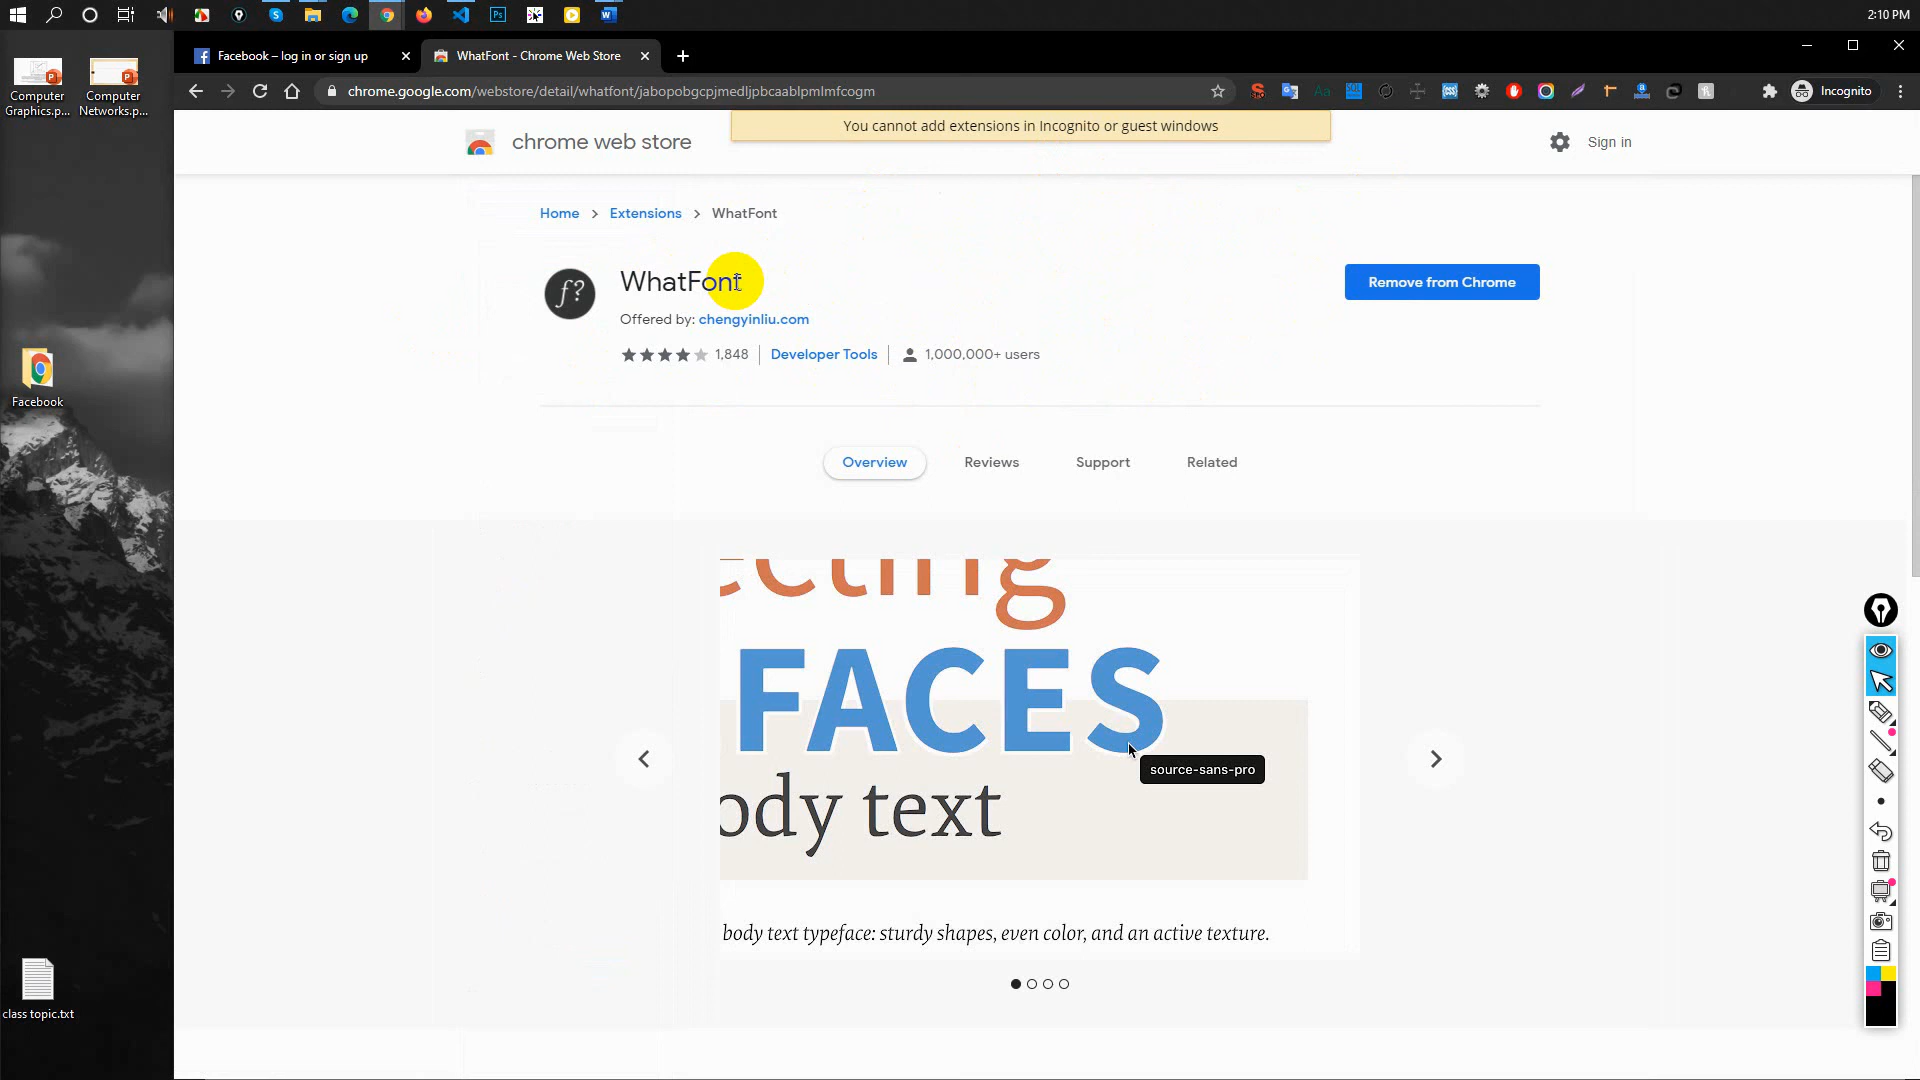 2:10 PM
Facebook – log in or sign up
WhatFont - Chrome Web Store
chrome.google.com/webstore/detail/whatfont/jabopobgcpjmedljpbcaablpmlmfcogm
Incognito
You cannot add extensions in Incognito or guest windows
chrome web store
Sign in
Home > Extensions > WhatFont
WhatFont
Remove from Chrome
Offered by: chengyinliu.com
1,848
Developer Tools
1,000,000+ users
Overview
Reviews
Support
Related
ecting
FACES
source-sans-pro
ody text
body text typeface: sturdy shapes, even color, and an active texture.
Computer
Graphics.p...
Computer
Networks.p...
Facebook
class topic.txt
f?